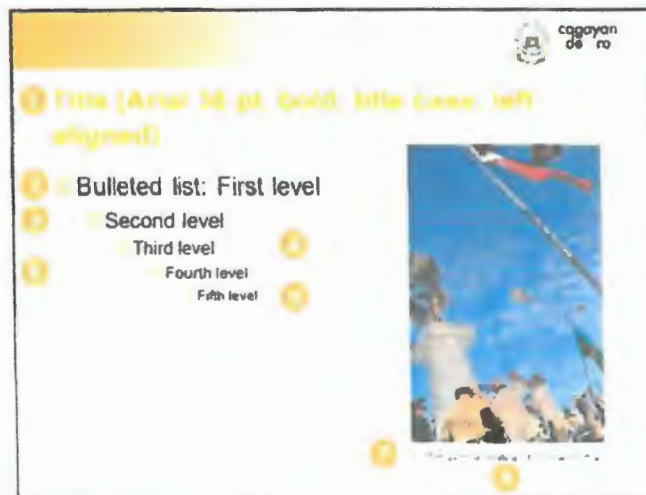 cagayan
de ro
Title (Arial 36 pt, bold, title case, left
aligned)
Bulleted list: First level
Second level
Third level
Fourth level
Fifth level